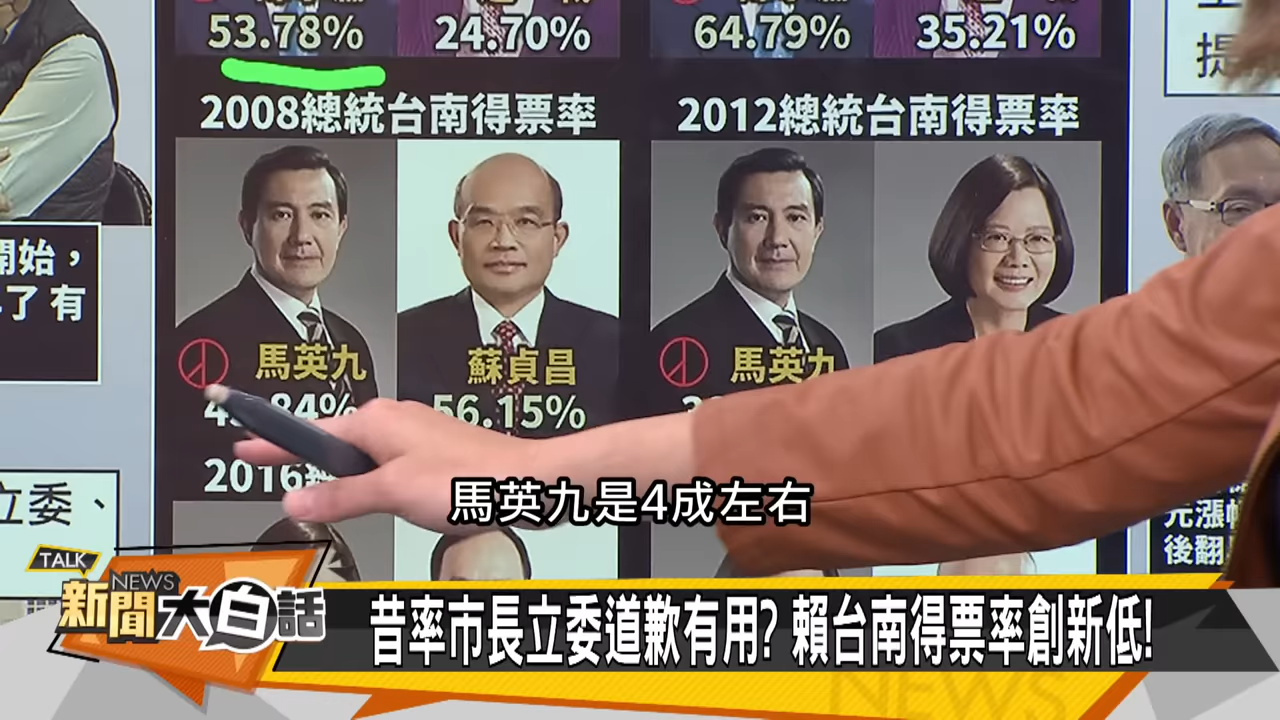 53.78%
24.70%
64.79%
35.21%
2008總統台南得票率
2012總統台南得票率
提
開始，
了有
馬英九
蘇貞昌
馬英九
56.15%
2016
立委、
馬英九是4成左右
後翻
TALK
NEWS
新聞大白話
昔率市長立委道歉有用? 賴台南得票率創新低!
NEWS